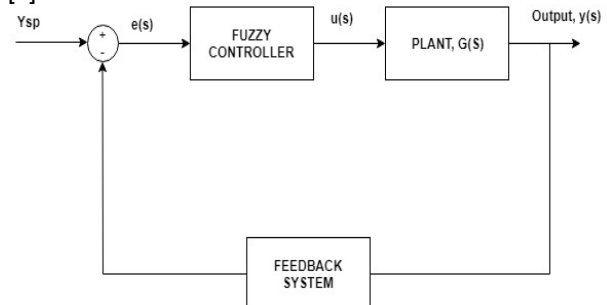 Ysp
+
-
e(s)
FUZZY
CONTROLLER
u(s)
PLANT, G(S)
Output, y(s)
FEEDBACK
SYSTEM